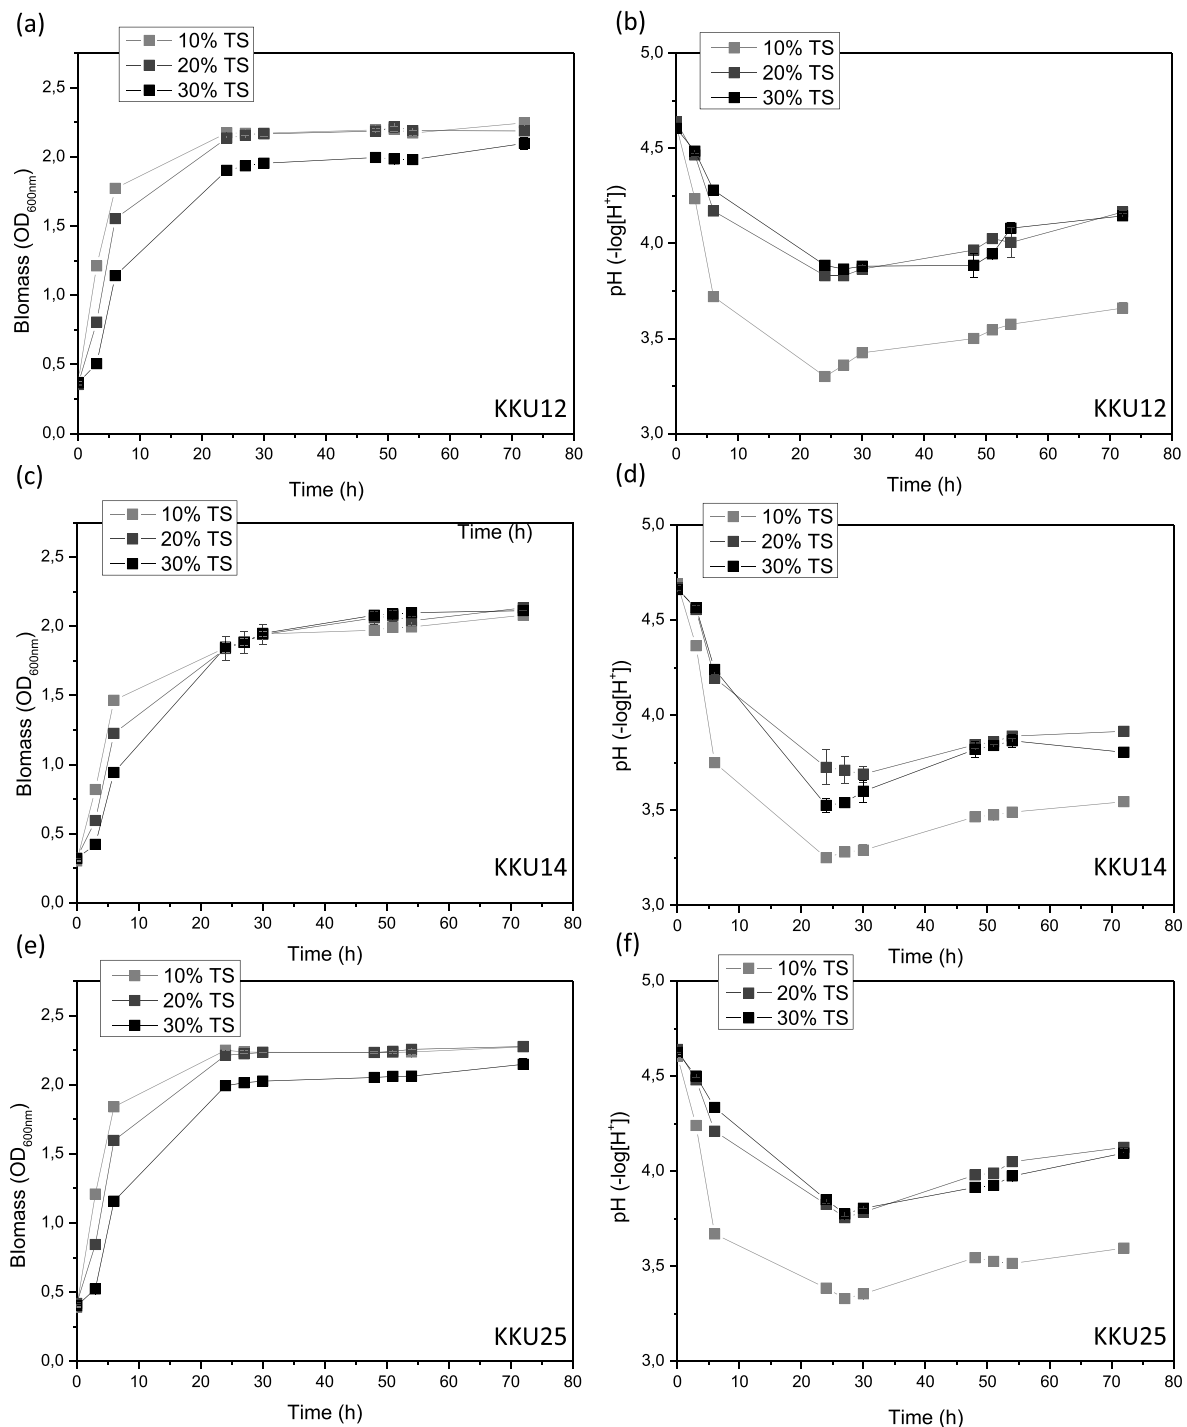 (a)
10% TS
20% TS
30% TS
2,5
2,0
1,5
1,0
0,5
0,0
BIomass (OD600nm)
KKU12
0 10 20 30 40 50 60 70 80
Time (h)
(b)
10% TS
20% TS
30% TS
5,0
4,5
4,0
3,5
3,0
pH (-log[H+])
KKU12
0 10 20 30 40 50 60 70 80
Time (h)
(c)
10% TS
20% TS
30% TS
Time (h)
2,5
2,0
1,5
1,0
0,5
0,0
BIomass (OD600nm)
KKU14
0 10 20 30 40 50 60 70 80
Time (h)
(d)
10% TS
20% TS
30% TS
5,0
4,5
4,0
3,5
3,0
pH (-log[H+])
KKU14
0 10 20 30 40 50 60 70 80
Time (h)
(e)
10% TS
20% TS
30% TS
2,5
2,0
1,5
1,0
0,5
0,0
BIomass (OD600nm)
KKU25
0 10 20 30 40 50 60 70 80
Time (h)
(f)
10% TS
20% TS
30% TS
5,0
4,5
4,0
3,5
3,0
pH (-log[H+])
KKU25
0 10 20 30 40 50 60 70 80
Time (h)